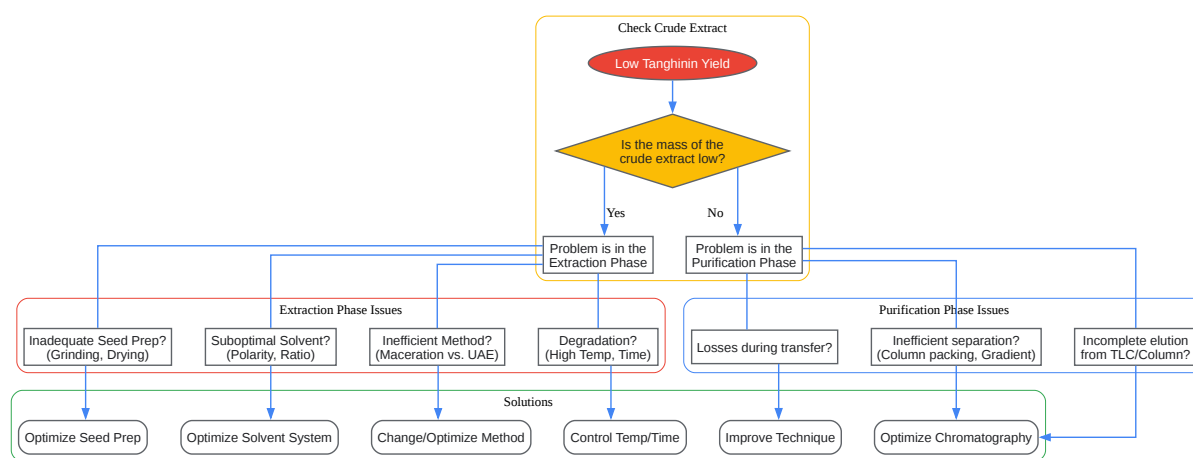 Check Crude Extract
Low Tanghinin Yield
Is the mass of the
crude extract low?
Yes
No
Problem is in the
Extraction Phase
Problem is in the
Purification Phase
Extraction Phase Issues
Purification Phase Issues
Inadequate Seed Prep?
(Grinding, Drying)
Suboptimal Solvent?
(Polarity, Ratio)
Inefficient Method?
(Maceration vs. UAE)
Degradation?
(High Temp, Time)
Losses during transfer?
Inefficient separation?
(Column packing, Gradient)
Incomplete elution
from TLC/Column?
Solutions
Optimize Seed Prep
Optimize Solvent System
Change/Optimize Method
Control Temp/Time
Improve Technique
Optimize Chromatography